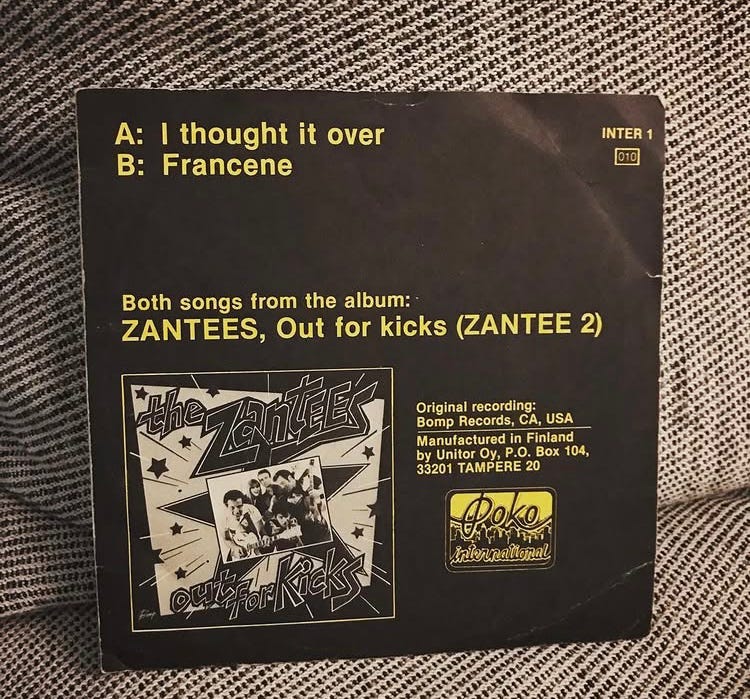 A: I thought it over
B: Francene
INTER 1
010
Both songs from the album:
ZANTEES, Out for kicks (ZANTEE 2)
the Zantees
out for Kicks
Original recording:
Bomp Records, CA, USA
Manufactured in Finland
by Unitor Oy, P.O. Box 104,
33201 TAMPERE 20
Poko
international